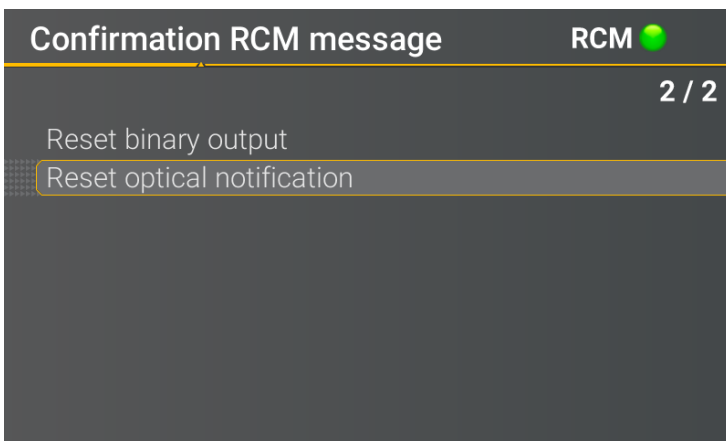 Confirmation RCM message RCM
2 / 2
Reset binary output
Reset optical notification